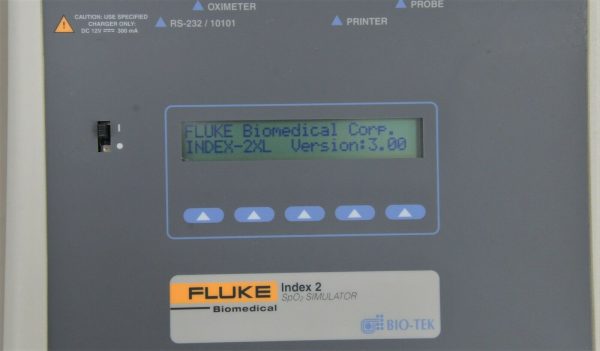 OXIMETER
PROBE
CAUTION: USE SPECIFIED
CHARGER ONLY:
DC 12V ⎓ 300 mA
RS-232 / 10101
PRINTER
FLUKE Biomedical Corp.
INDEX-2XL Version:3.00
FLUKE
Biomedical
Index 2
SpO2 SIMULATOR
BIO-TEK